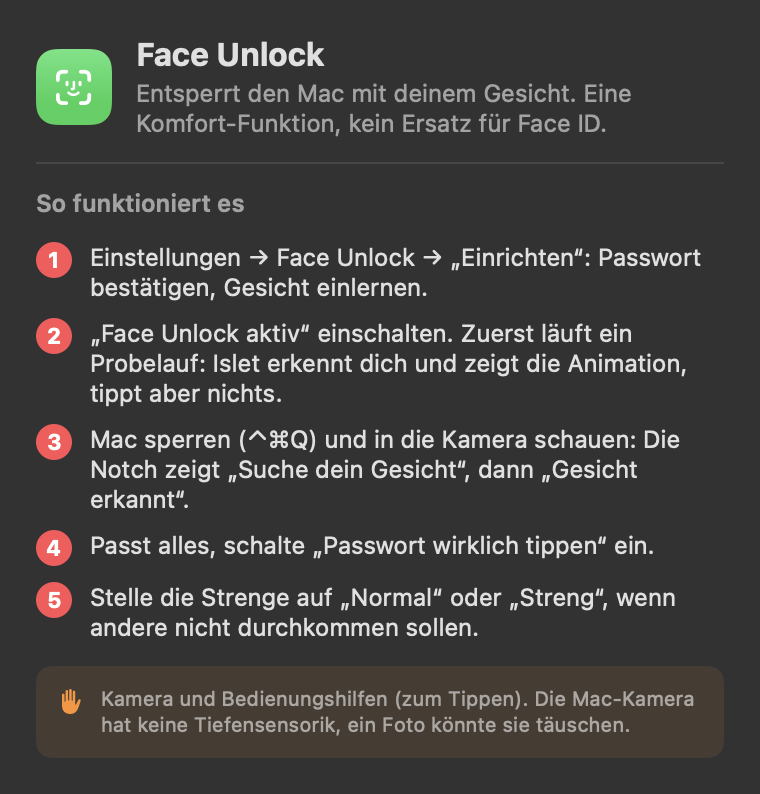 Face Unlock
Entsperrt den Mac mit deinem Gesicht. Eine
Komfort-Funktion, kein Ersatz für Face ID.
So funktioniert es
1 Einstellungen → Face Unlock → „Einrichten“: Passwort
bestätigen, Gesicht einlernen.
2 „Face Unlock aktiv“ einschalten. Zuerst läuft ein
Probelauf: Islet erkennt dich und zeigt die Animation,
tippt aber nichts.
3 Mac sperren (^⌘Q) und in die Kamera schauen: Die
Notch zeigt „Suche dein Gesicht“, dann „Gesicht
erkannt“.
4 Passt alles, schalte „Passwort wirklich tippen“ ein.
5 Stelle die Strenge auf „Normal“ oder „Streng“, wenn
andere nicht durchkommen sollen.
Kamera und Bedienungshilfen (zum Tippen). Die Mac-Kamera
hat keine Tiefensensorik, ein Foto könnte sie täuschen.